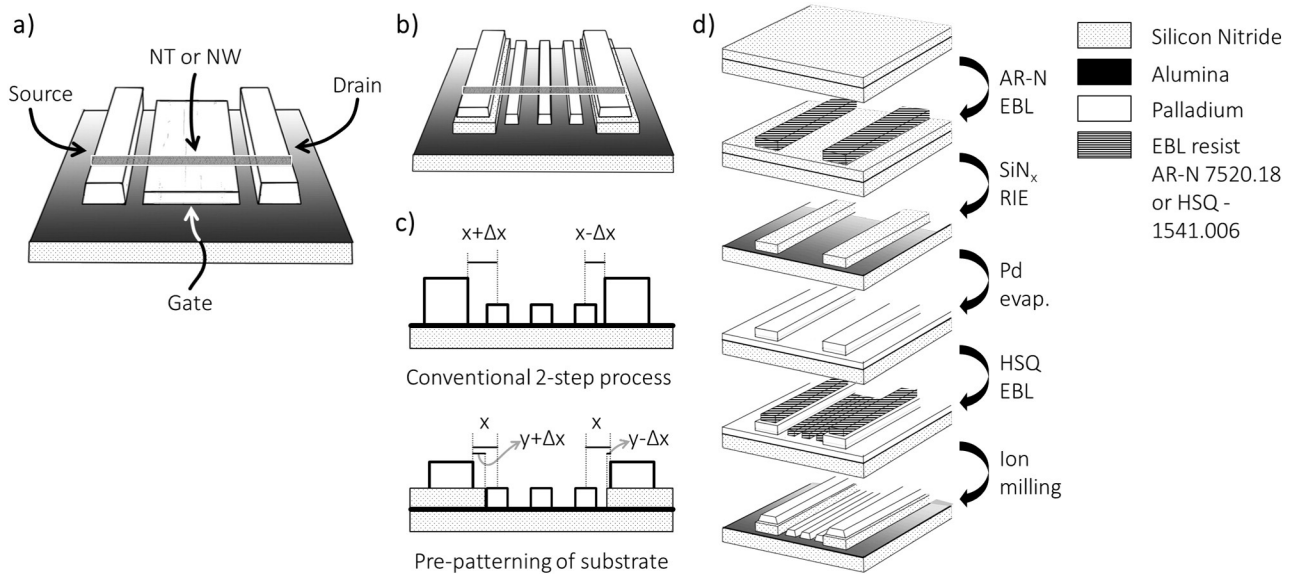 a)
NT or NW
Source
Drain
Gate
b)
c)
x+Δx
x-Δx
Conventional 2-step process
x
x
y+Δx
y-Δx
Pre-patterning of substrate
d)
AR-N
EBL
SiNx
RIE
Pd
evap.
HSQ
EBL
Ion
milling
Silicon Nitride
Alumina
Palladium
EBL resist
AR-N 7520.18
or HSQ -
1541.006